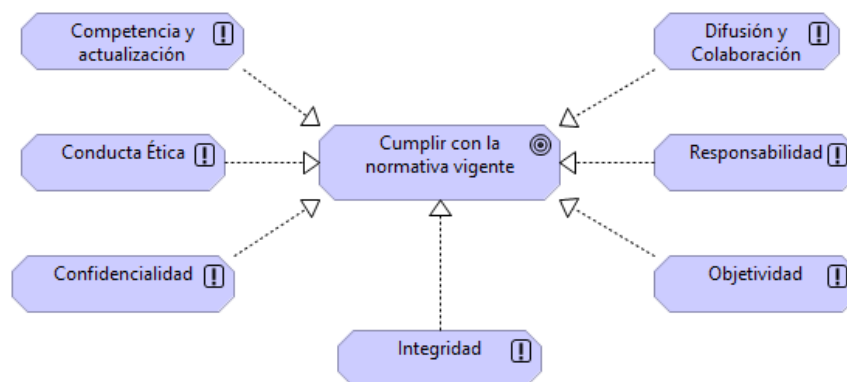 Competencia y
actualización
Difusión y
Colaboración
Cumplir con la
normativa vigente
Conducta Ética
Responsabilidad
Confidencialidad
Objetividad
Integridad